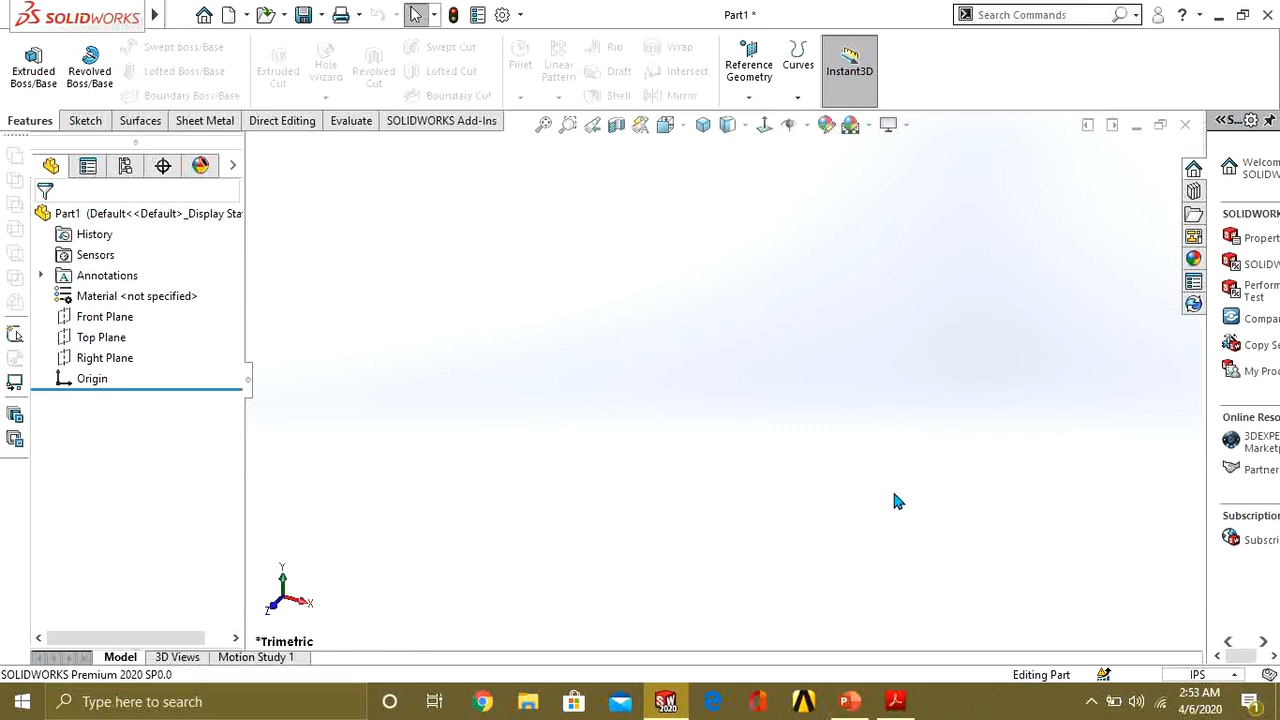 SOLIDWORKS
Part1 *
Search Commands
?
Extruded Boss/Base
Revolved Boss/Base
Swept Boss/Base
Lofted Boss/Base
Boundary Boss/Base
Extruded Cut
Hole Wizard
Revolved Cut
Swept Cut
Lofted Cut
Boundary Cut
Fillet
Linear Pattern
Rib
Draft
Shell
Wrap
Intersect
Mirror
Reference Geometry
Curves
Instant3D
Features
Sketch
Surfaces
Sheet Metal
Direct Editing
Evaluate
SOLIDWORKS Add-Ins
<<S...
Part1 (Default<<Default>_Display Sta
History
Sensors
Annotations
Material <not specified>
Front Plane
Top Plane
Right Plane
Origin
Welcom
SOLIDW
SOLIDWORK
Propert
SOLIDW
Perform
Test
Compar
Copy Se
My Proc
Online Reso
3DEXPE
Marketp
Partner
Subscription
Subscri
Y
X
Z
*Trimetric
Model
3D Views
Motion Study 1
SOLIDWORKS Premium 2020 SP0.0
Editing Part
IPS
Type here to search
SW
2020
2:53 AM
4/6/2020
1